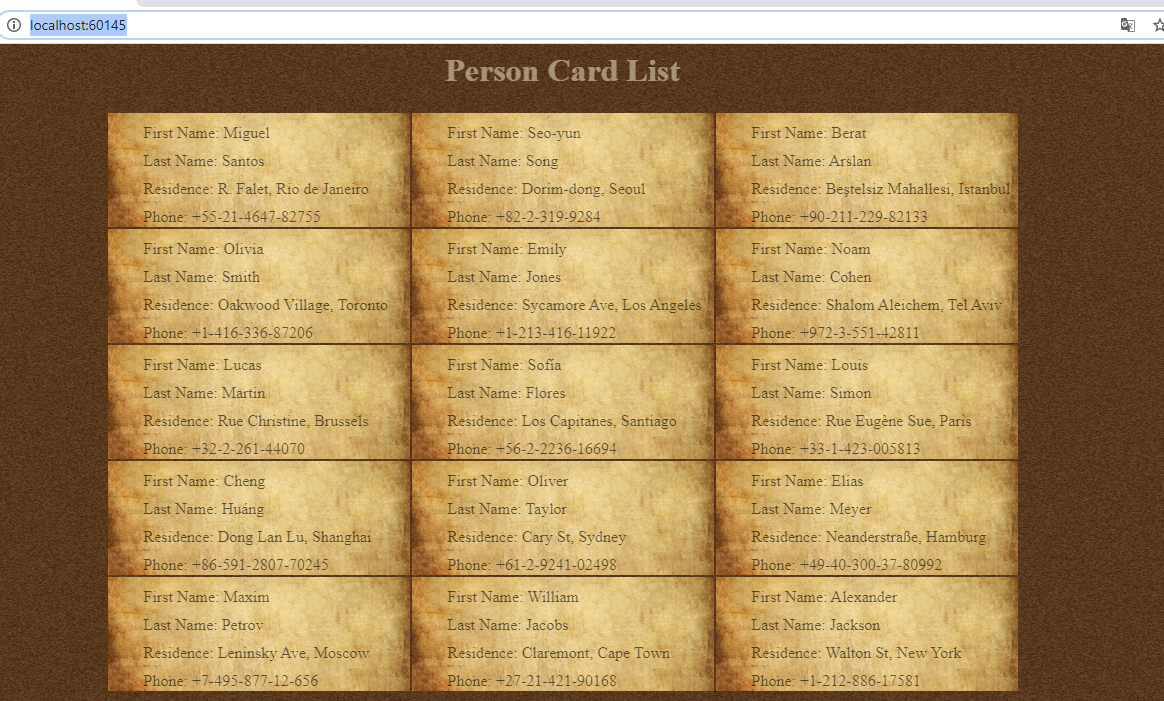 localhost:60145
Person Card List
First Name: Miguel
Last Name: Santos
Residence: R. Falet, Rio de Janeiro
Phone: +55-21-4647-82755
First Name: Seo-yun
Last Name: Song
Residence: Dorim-dong, Seoul
Phone: +82-2-319-9284
First Name: Berat
Last Name: Arslan
Residence: Beştelsiz Mahallesi, Istanbul
Phone: +90-211-229-82133
First Name: Olivia
Last Name: Smith
Residence: Oakwood Village, Toronto
Phone: +1-416-336-87206
First Name: Emily
Last Name: Jones
Residence: Sycamore Ave, Los Angeles
Phone: +1-213-416-11922
First Name: Noam
Last Name: Cohen
Residence: Shalom Aleichem, Tel Aviv
Phone: +972-3-551-42811
First Name: Lucas
Last Name: Martin
Residence: Rue Christine, Brussels
Phone: +32-2-261-44070
First Name: Sofía
Last Name: Flores
Residence: Los Capitanes, Santiago
Phone: +56-2-2236-16694
First Name: Louis
Last Name: Simon
Residence: Rue Eugène Sue, Paris
Phone: +33-1-423-005813
First Name: Cheng
Last Name: Huáng
Residence: Dong Lan Lu, Shanghai
Phone: +86-591-2807-70245
First Name: Oliver
Last Name: Taylor
Residence: Cary St, Sydney
Phone: +61-2-9241-02498
First Name: Elias
Last Name: Meyer
Residence: Neanderstraße, Hamburg
Phone: +49-40-300-37-80992
First Name: Maxim
Last Name: Petrov
Residence: Leninsky Ave, Moscow
Phone: +7-495-877-12-656
First Name: William
Last Name: Jacobs
Residence: Claremont, Cape Town
Phone: +27-21-421-90168
First Name: Alexander
Last Name: Jackson
Residence: Walton St, New York
Phone: +1-212-886-17581